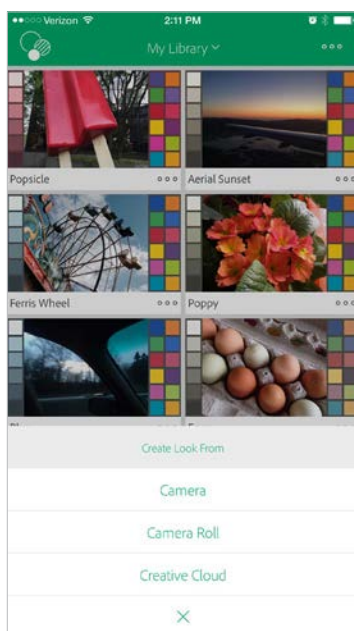 Verizon 2:11 PM
My Library
Popsicle Aerial Sunset
Ferris Wheel Poppy
Create Look From
Camera
Camera Roll
Creative Cloud